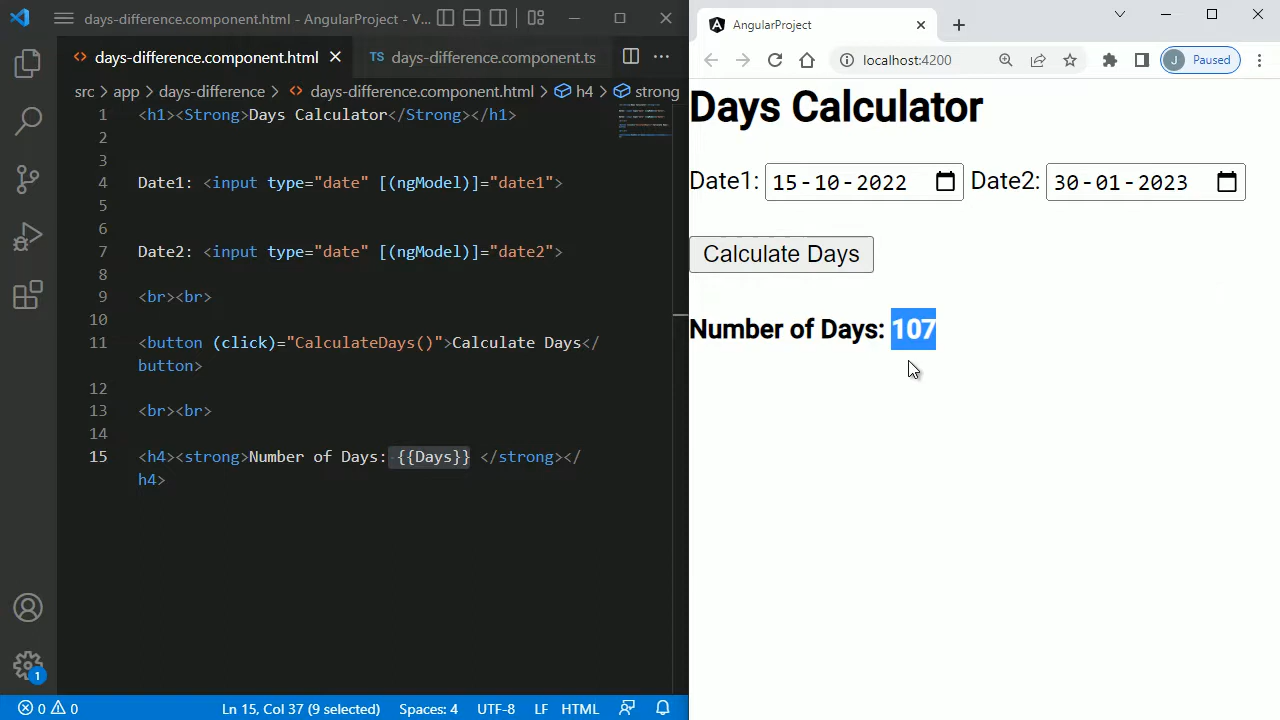 days-difference.component.html - AngularProject - V...
days-difference.component.html
TS days-difference.component.ts
src > app > days-difference > days-difference.component.html > h4 > strong
1 <h1><Strong>Days Calculator</Strong></h1>
2
3
4 Date1: <input type="date" [(ngModel)]="date1">
5
6
7 Date2: <input type="date" [(ngModel)]="date2">
8
9 <br><br>
10
11 <button (click)="CalculateDays()">Calculate Days</
button>
12
13 <br><br>
14
15 <h4><strong>Number of Days: {{Days}} </strong></
h4>
1
0 0 Ln 15, Col 37 (9 selected) Spaces: 4 UTF-8 LF HTML
AngularProject
localhost:4200 J Paused
Days Calculator
Date1: 15-10-2022 Date2: 30-01-2023
Calculate Days
Number of Days: 107